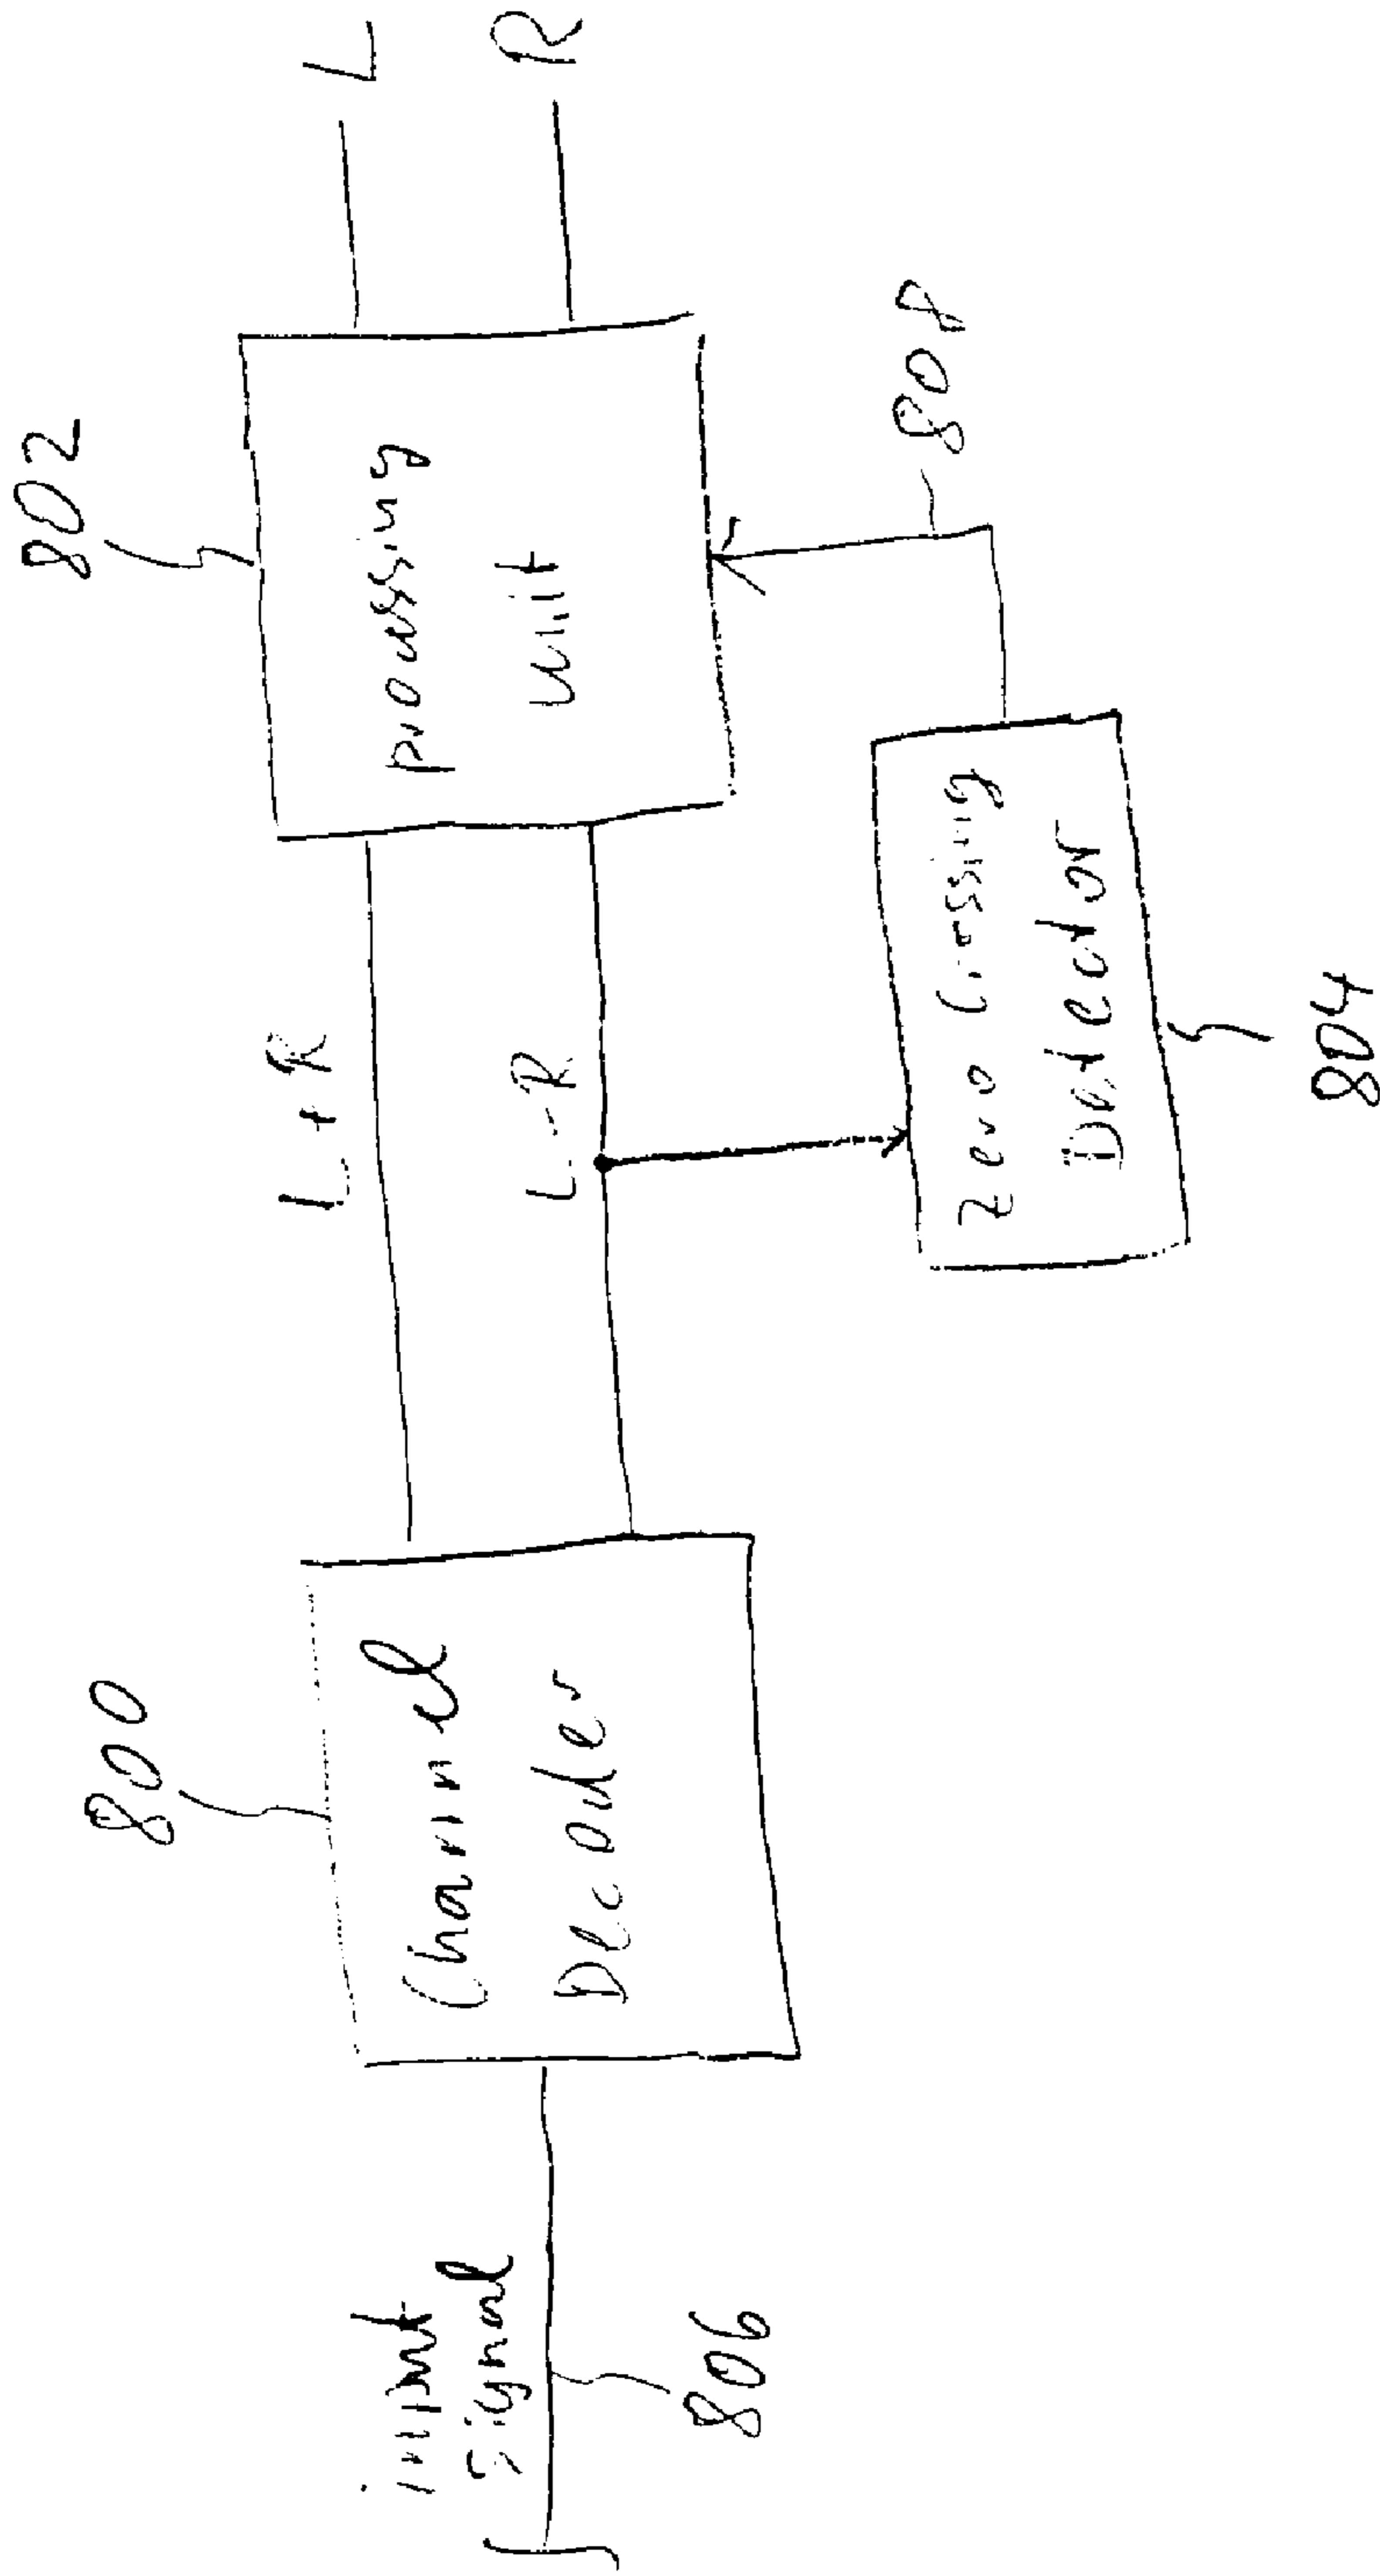 input
signal
806
800
Channel
Decoder
L+R
L-R
802
processing
unit
L
R
Zero Crossing
Detector
804
808